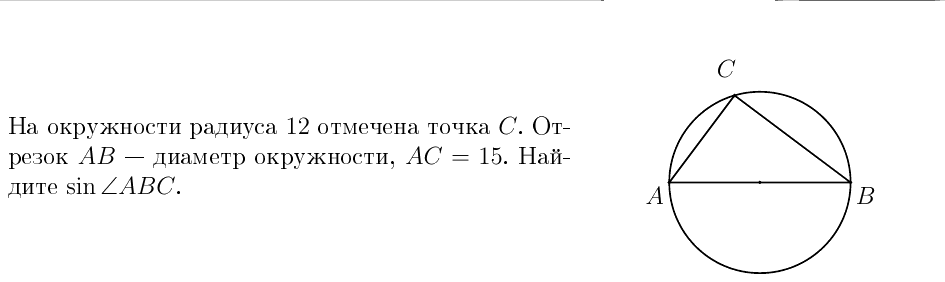 На окружности радиуса 12 отмечена точка C. От-
резок AB — диаметр окружности, AC = 15. Най-
дите sin ∠ABC.
C
A
B